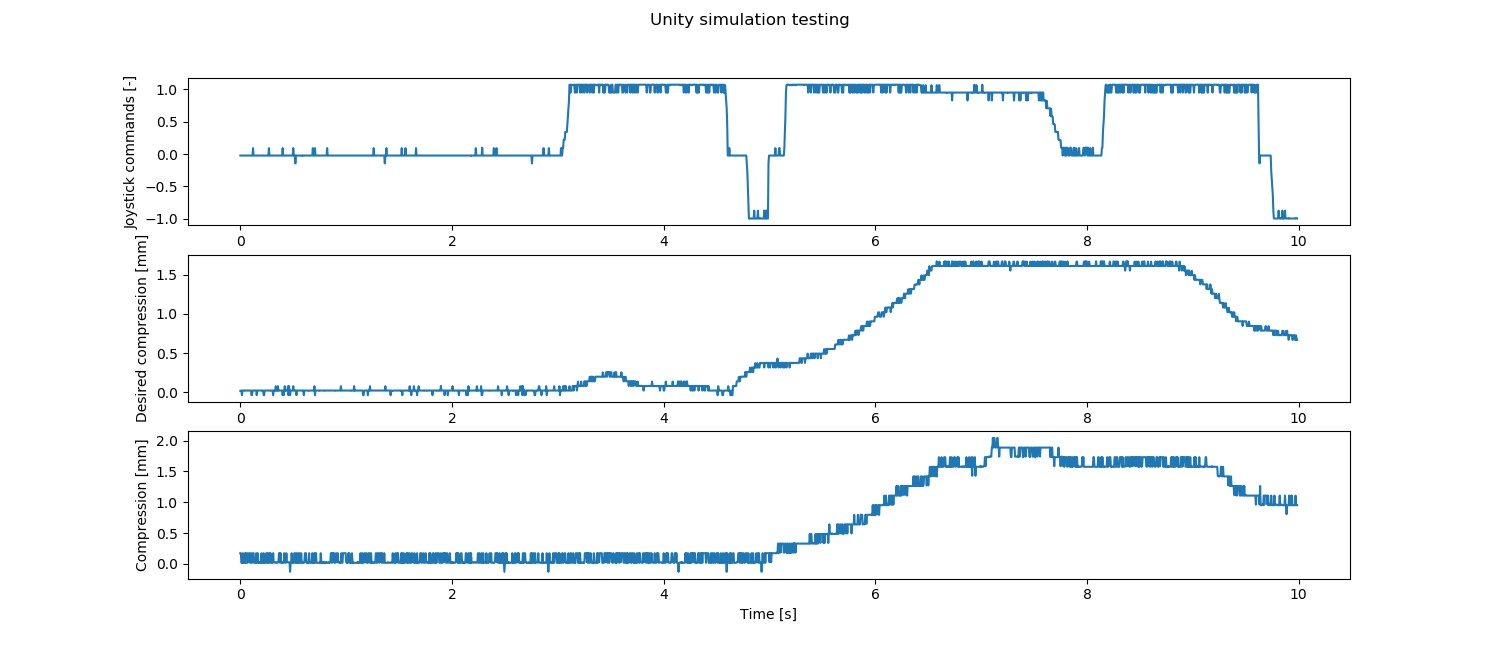 Unity simulation testing
Joystick commands [-]
1.0
0.5
0.0
−0.5
−1.0
0 2 4 6 8 10
Desired compression [mm]
1.5
1.0
0.5
0.0
0 2 4 6 8 10
Compression [mm]
2.0
1.5
1.0
0.5
0.0
0 2 4 6 8 10
Time [s]